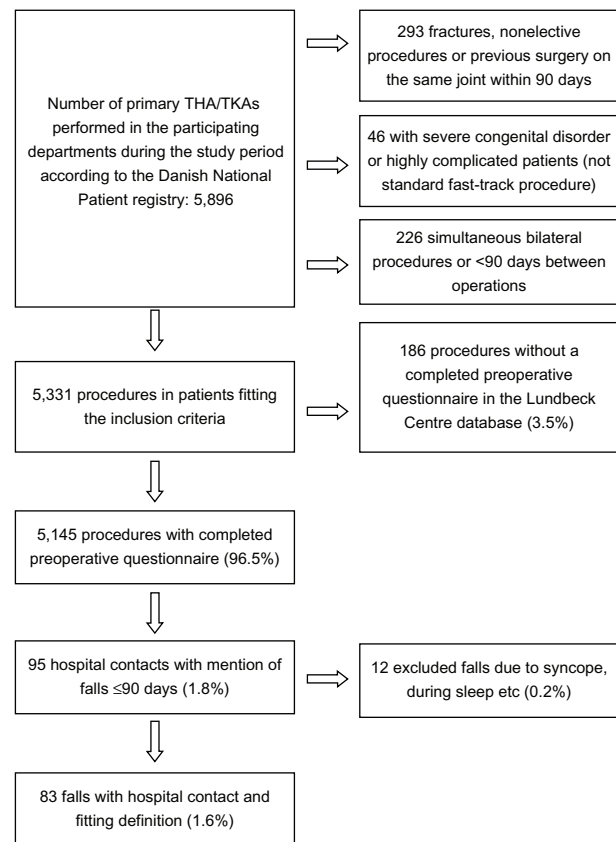 Number of primary THA/TKAs
performed in the participating
departments during the study period
according to the Danish National
Patient registry: 5,896
293 fractures, nonelective
procedures or previous surgery on
the same joint within 90 days
46 with severe congenital disorder
or highly complicated patients (not
standard fast-track procedure)
226 simultaneous bilateral
procedures or <90 days between
operations
5,331 procedures in patients fitting
the inclusion criteria
186 procedures without a
completed preoperative
questionnaire in the Lundbeck
Centre database (3.5%)
5,145 procedures with completed
preoperative questionnaire (96.5%)
95 hospital contacts with mention of
falls ≤90 days (1.8%)
12 excluded falls due to syncope,
during sleep etc (0.2%)
83 falls with hospital contact and
fitting definition (1.6%)